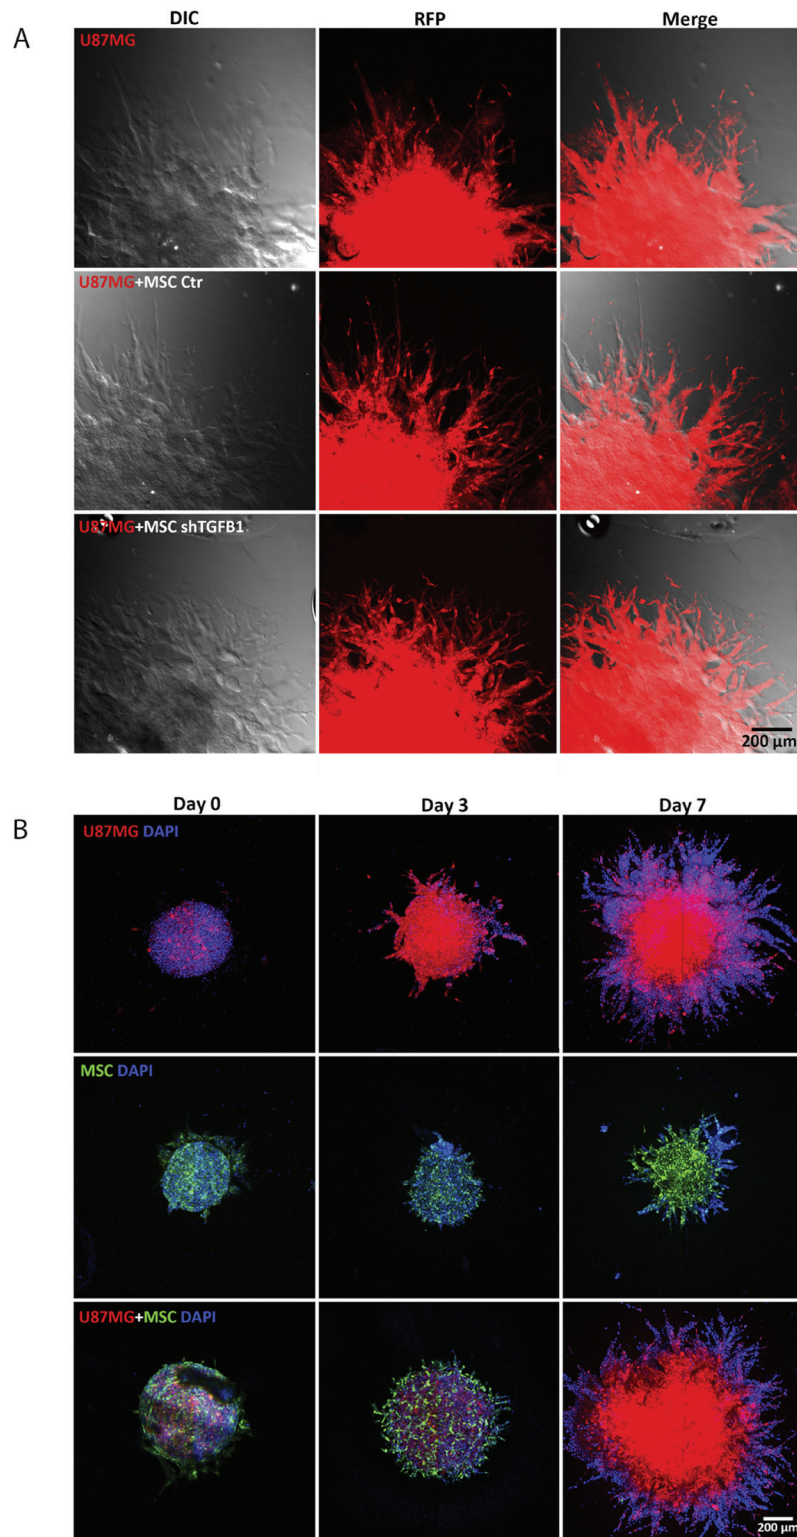 A
DIC RFP Merge
U87MG
U87MG+MSC Ctr
U87MG+MSC shTGFB1
200 µm
B
Day 0 Day 3 Day 7
U87MG DAPI
MSC DAPI
U87MG+MSC DAPI
200 µm